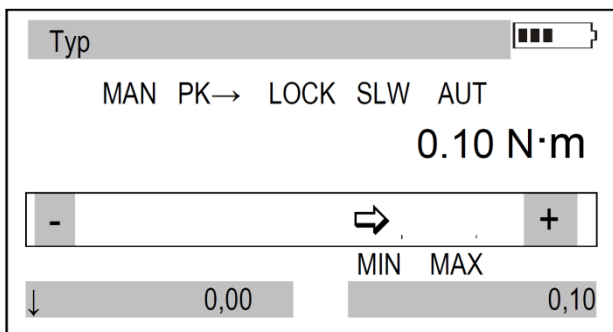 Typ
MAN PK→ LOCK SLW AUT
0.10 N·m
- +
MIN MAX
↓ 0,00 0,10